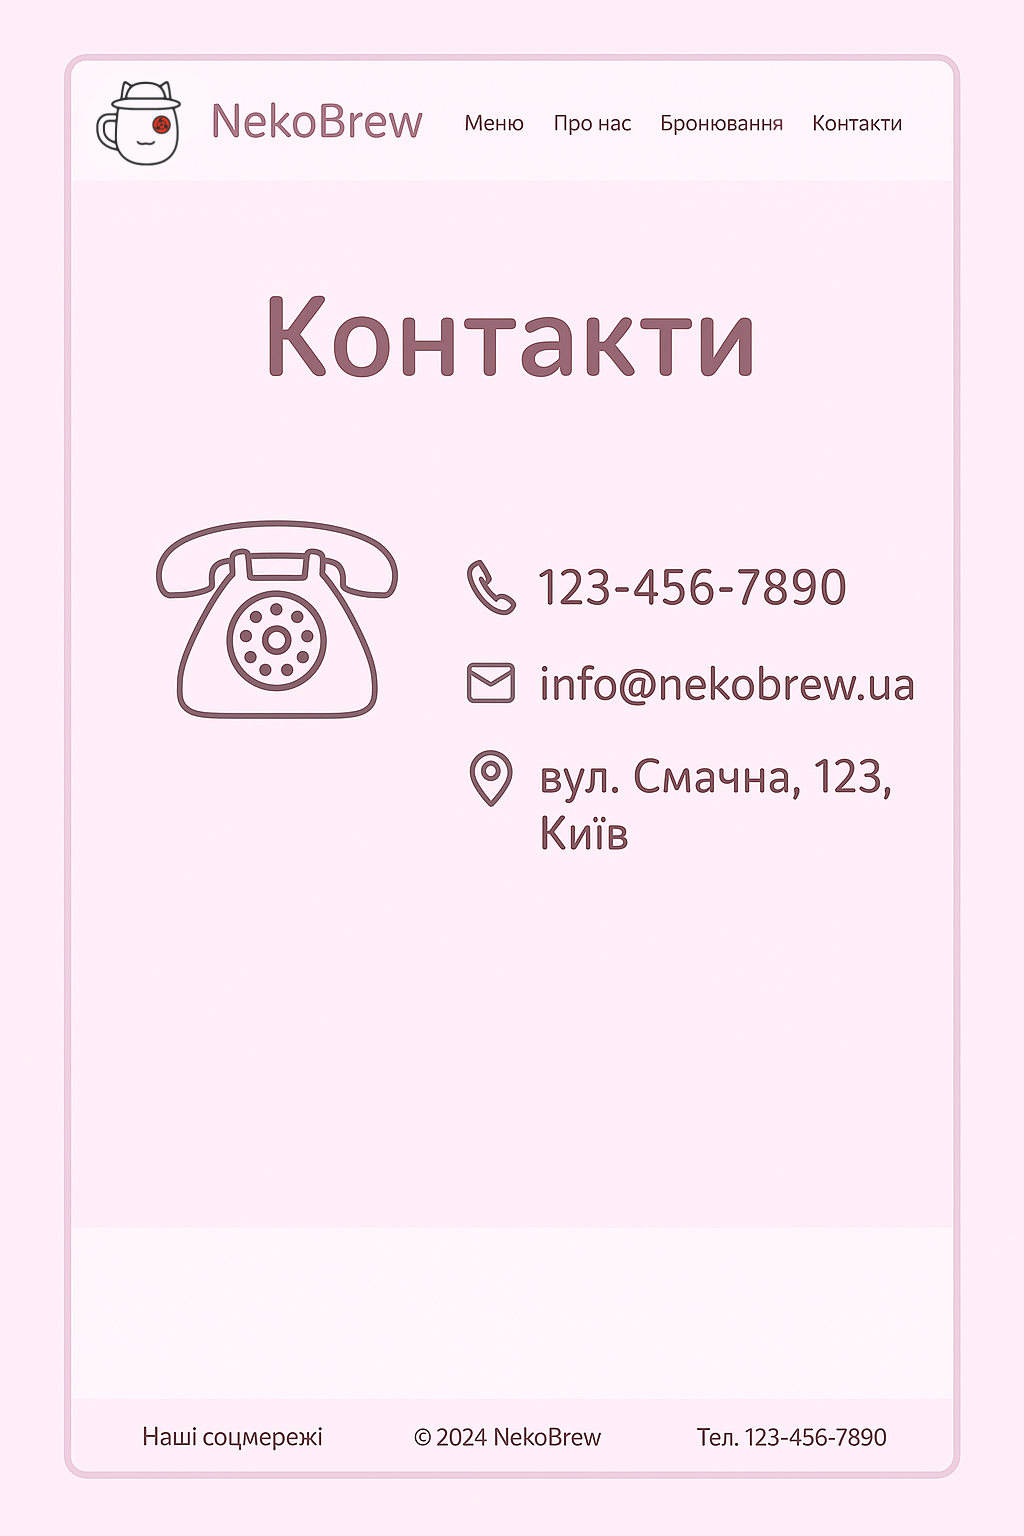 NekoBrew Меню Про нас Бронювання Контакти
Контакти
123-456-7890
info@nekobrew.ua
вул. Смачна, 123,
Київ
Наші соцмережі © 2024 NekoBrew Тел. 123-456-7890